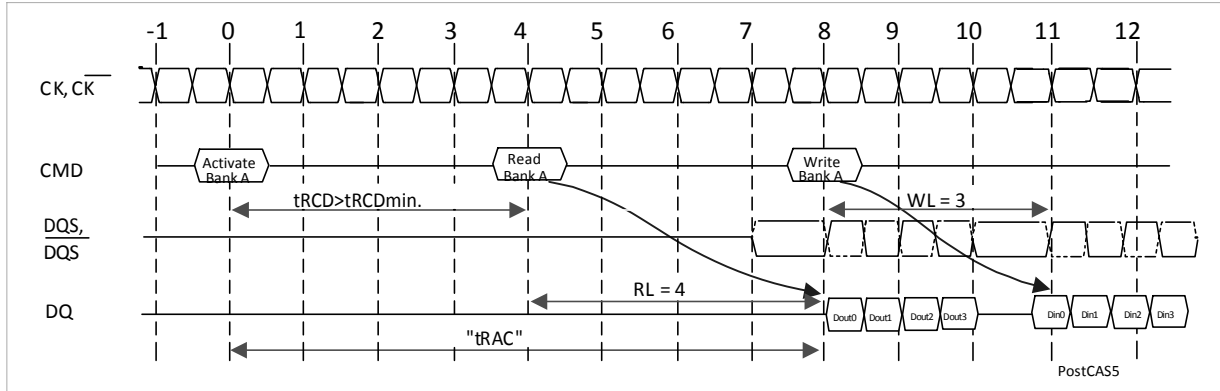 -1 0 1 2 3 4 5 6 7 8 9 10 11 12
CK, CK
CMD
Activate
Bank A
Read
Bank A
Write
Bank A
tRCD>tRCDmin.
WL = 3
DQS,
DQS
RL = 4
DQ
Dout0 Dout1 Dout2 Dout3 Din0 Din1 Din2 Din3
"tRAC"
PostCAS5